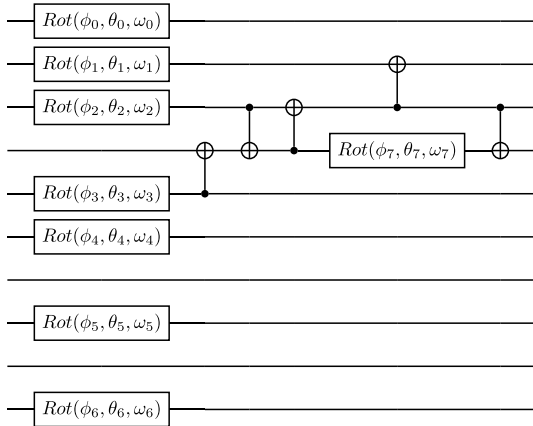 Rot(ϕ₀, θ₀, ω₀)
Rot(ϕ₁, θ₁, ω₁)
Rot(ϕ₂, θ₂, ω₂)
Rot(ϕ₇, θ₇, ω₇)
Rot(ϕ₃, θ₃, ω₃)
Rot(ϕ₄, θ₄, ω₄)
Rot(ϕ₅, θ₅, ω₅)
Rot(ϕ₆, θ₆, ω₆)